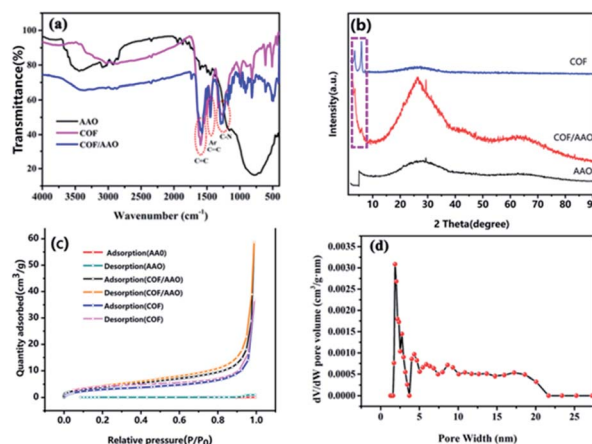 (a)
Transmittance(%)
100
80
60
40
20
AAO
COF
COF/AAO
C=C
Ar
C=C
C-N
4000 3500 3000 2500 2000 1500 1000 500
Wavenumber (cm⁻¹)
(b)
Intensity(a.u.)
COF
COF/AAO
AAO
10 20 30 40 50 60 70 80 90
2 Theta(degree)
(c)
Quantity adsorbed(cm³/g)
60
50
40
30
20
10
0
Adsorption(AAO)
Desorption(AAO)
Adsorption(COF/AAO)
Desorption(COF/AAO)
Adsorption(COF)
Desorption(COF)
0.0 0.2 0.4 0.6 0.8 1.0
Relative pressure(P/P₀)
(d)
dV/dW pore volume (cm³/g·nm)
0.0035
0.0030
0.0025
0.0020
0.0015
0.0010
0.0005
0.0000
5 10 15 20 25
Pore Width (nm)